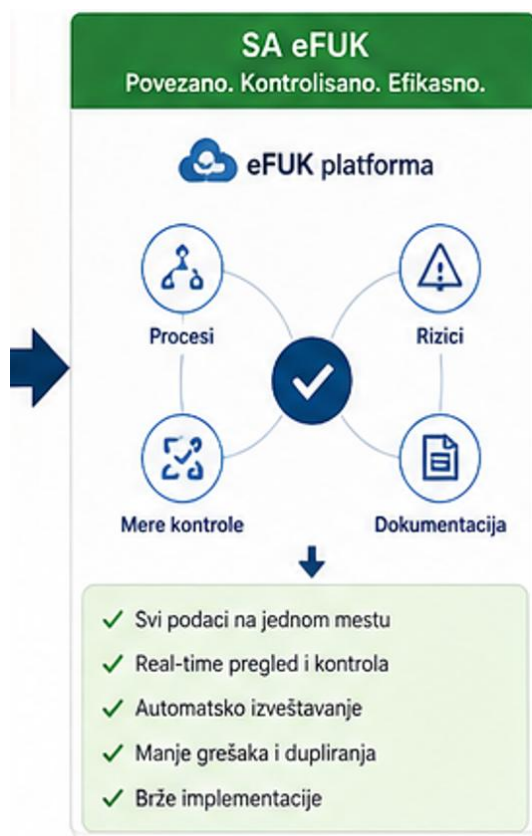 SA eFUK
Povezano. Kontrolisano. Efikasno.
eFUK platforma
Procesi
Rizici
Mere kontrole
Dokumentacija
Svi podaci na jednom mestu
Real-time pregled i kontrola
Automatsko izveštavanje
Manje grešaka i dupliranja
Brže implementacije